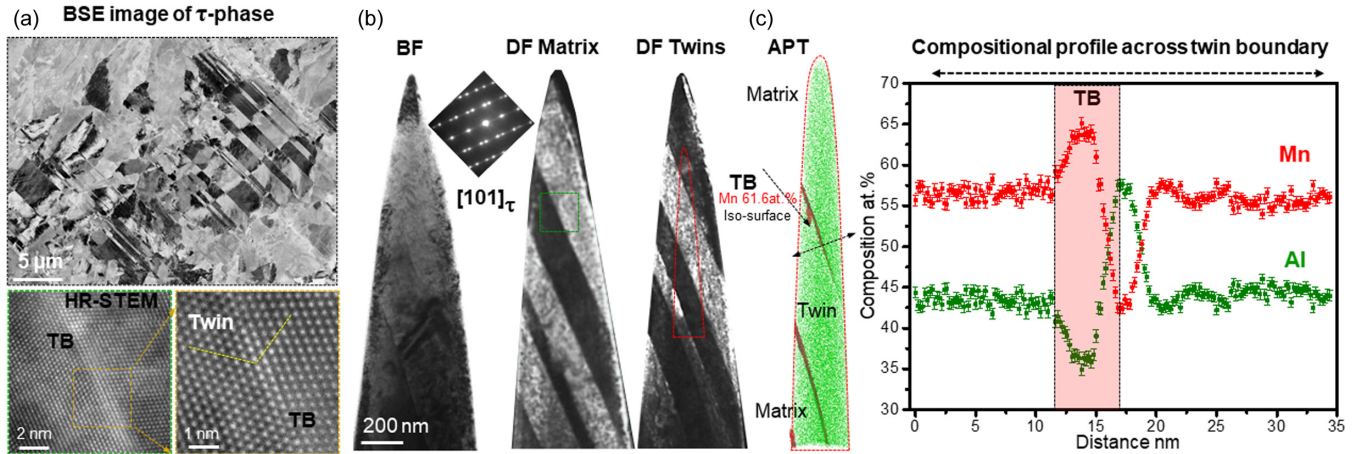 (a)
BSE image of τ-phase
5 μm
HR-STEM
TB
2 nm
Twin
TB
1 nm
(b)
BF
DF Matrix
DF Twins
[101]τ
200 nm
(c)
APT
Matrix
TB
Mn 61.6at.%
Iso-surface
Twin
Matrix
Compositional profile across twin boundary
TB
Mn
Al
Composition at.%
70
65
60
55
50
45
40
35
30
0 5 10 15 20 25 30 35
Distance nm